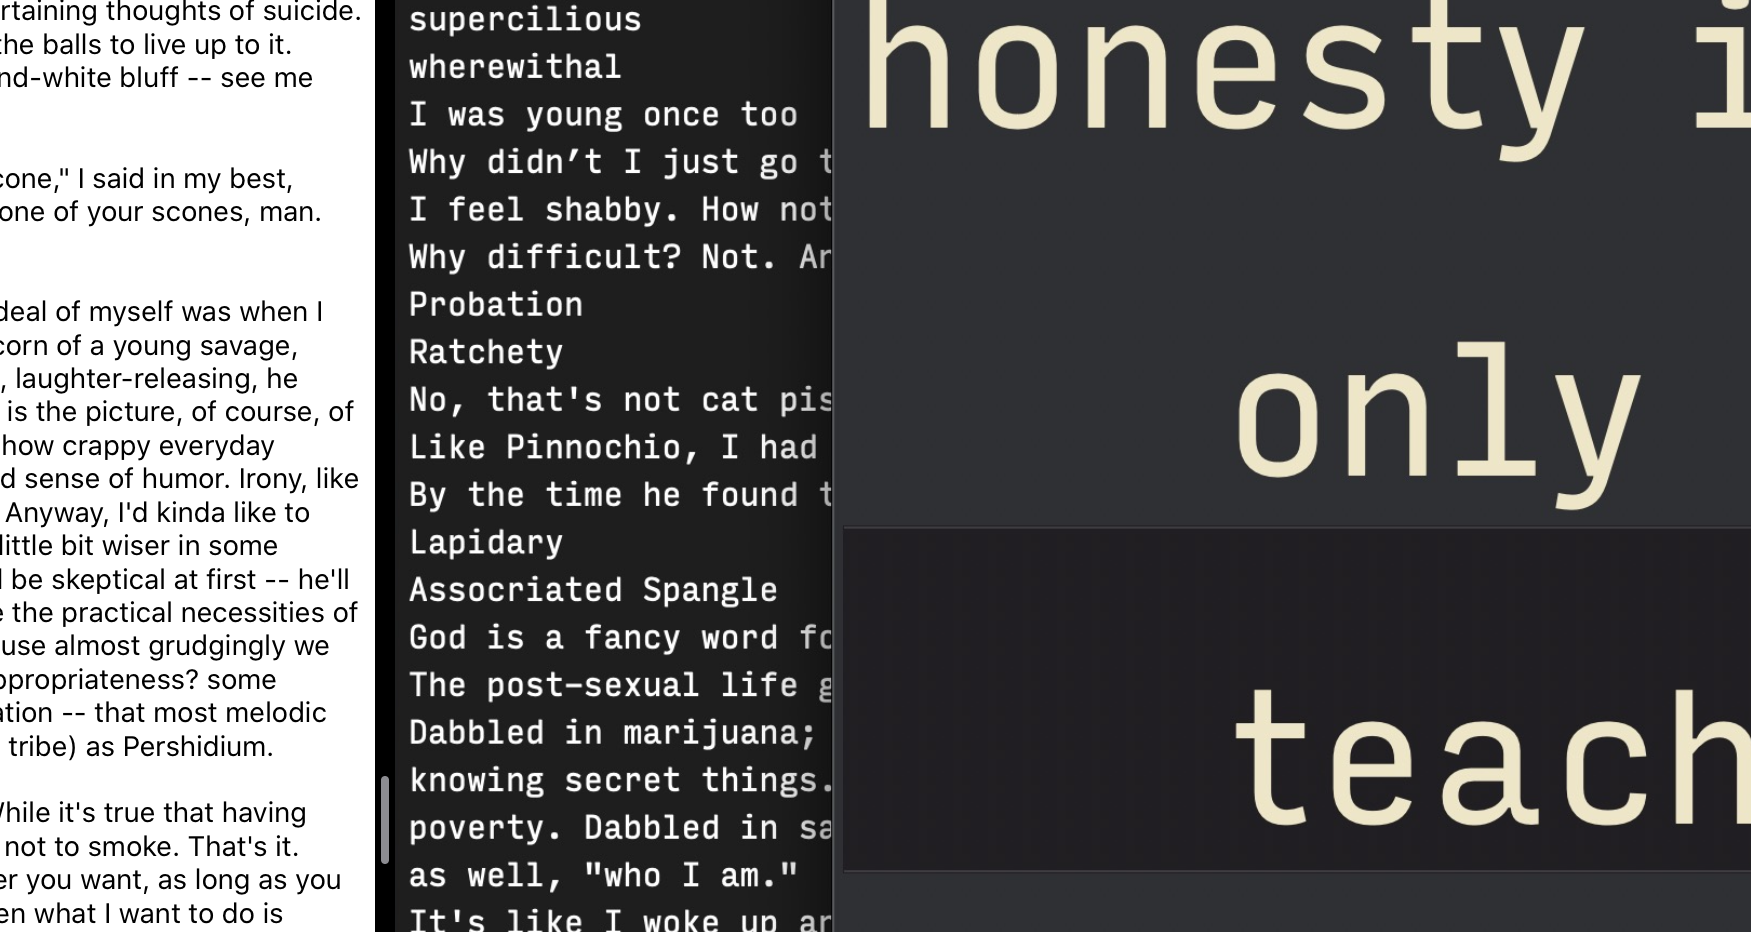 rtaining thoughts of suicide.
the balls to live up to it.
nd-white bluff -- see me
cone," I said in my best,
one of your scones, man.
deal of myself was when I
corn of a young savage,
, laughter-releasing, he
is the picture, of course, of
how crappy everyday
d sense of humor. Irony, like
Anyway, I'd kinda like to
little bit wiser in some
l be skeptical at first -- he'll
e the practical necessities of
use almost grudgingly we
ppropriateness? some
ation -- that most melodic
tribe) as Pershidium.
While it's true that having
not to smoke. That's it.
er you want, as long as you
en what I want to do is
supercilious
wherewithal
I was young once too
Why didn’t I just go t
I feel shabby. How not
Why difficult? Not. Ar
Probation
Ratchety
No, that's not cat pis
Like Pinnochio, I had
By the time he found t
Lapidary
Assocriated Spangle
God is a fancy word fo
The post-sexual life g
Dabbled in marijuana;
knowing secret things.
poverty. Dabbled in sa
as well, "who I am."
It's like I woke up an
honesty i
only
teach